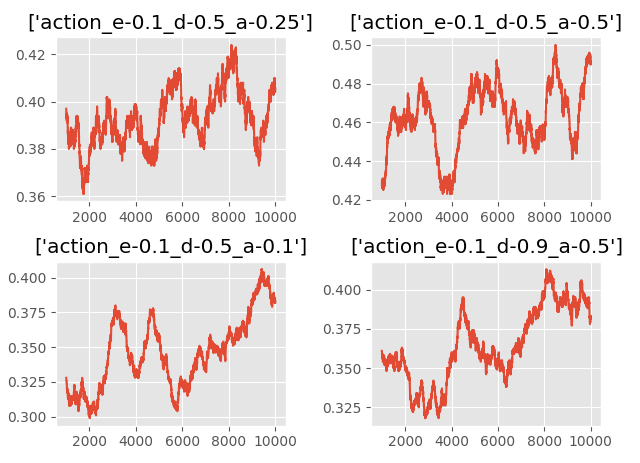 ['action_e-0.1_d-0.5_a-0.25']
0.42
0.40
0.38
0.36
2000 4000 6000 8000 10000
['action_e-0.1_d-0.5_a-0.5']
0.50
0.48
0.46
0.44
0.42
2000 4000 6000 8000 10000
['action_e-0.1_d-0.5_a-0.1']
0.400
0.375
0.350
0.325
0.300
2000 4000 6000 8000 10000
['action_e-0.1_d-0.9_a-0.5']
0.400
0.375
0.350
0.325
2000 4000 6000 8000 10000